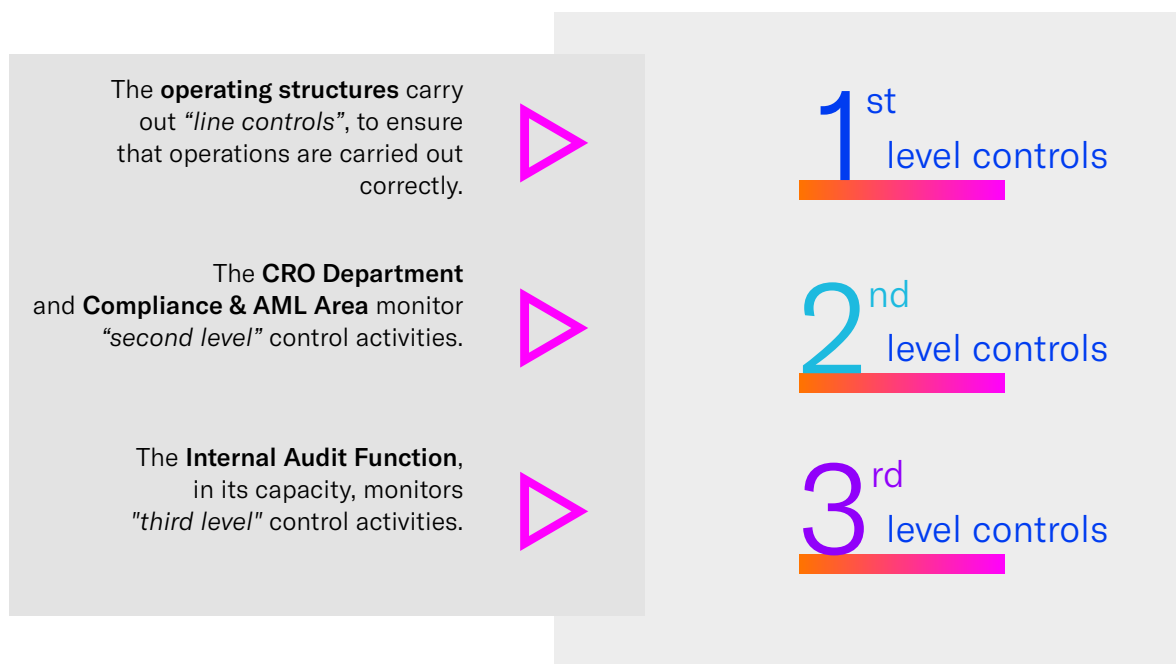 The operating structures carry
out “line controls”, to ensure
that operations are carried out
correctly.
1st
level controls
The CRO Department
and Compliance & AML Area monitor
“second level” control activities.
2nd
level controls
The Internal Audit Function,
in its capacity, monitors
"third level" control activities.
3rd
level controls